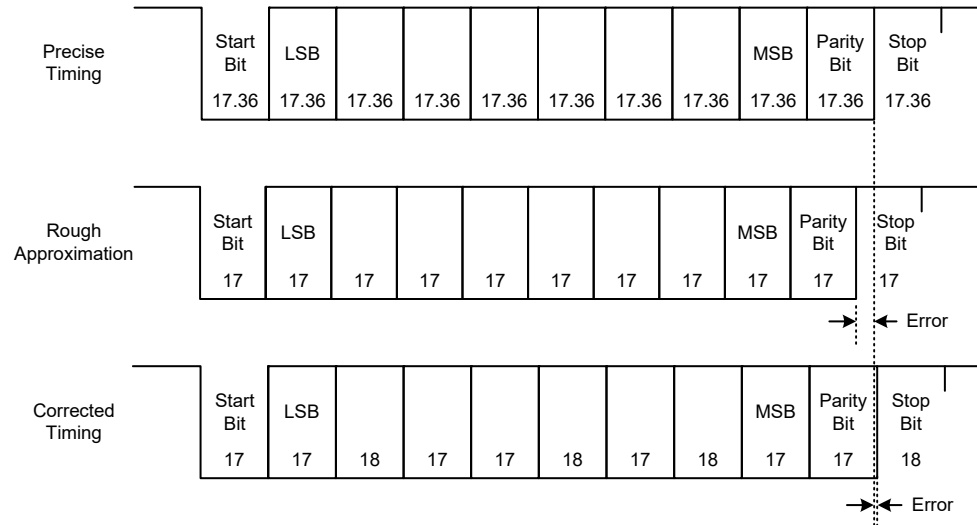 Precise
Timing
Start
Bit
LSB
MSB
Parity
Bit
Stop
Bit
17.36 17.36 17.36 17.36 17.36 17.36 17.36 17.36 17.36 17.36 17.36
Rough
Approximation
Start
Bit
LSB
MSB
Parity
Bit
Stop
Bit
17 17 17 17 17 17 17 17 17 17 17
Error
Corrected
Timing
Start
Bit
LSB
MSB
Parity
Bit
Stop
Bit
17 17 18 17 17 18 17 18 17 17 18
Error